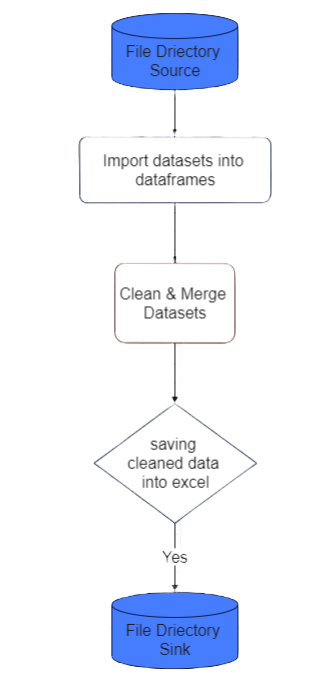 File Driectory
Source
Import datasets into
dataframes
Clean & Merge
Datasets
saving
cleaned data
into excel
Yes
File Driectory
Sink